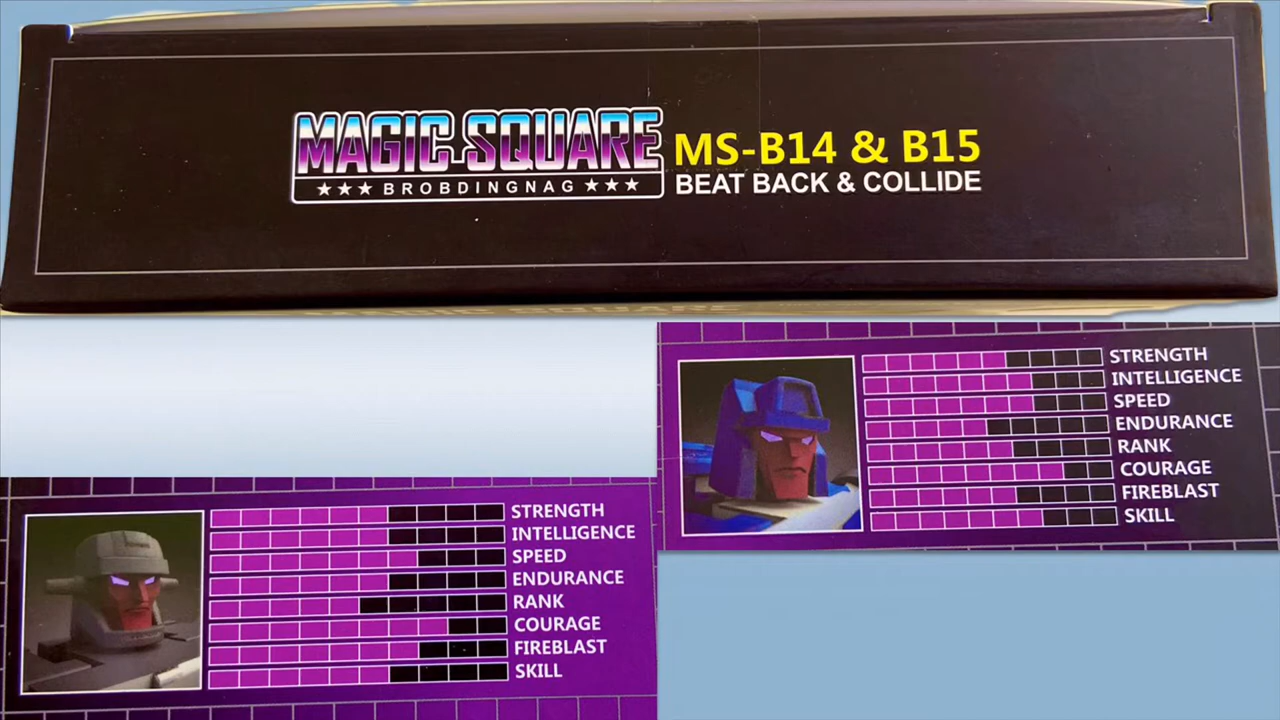 MAGIC SQUARE
★★★ BROBDINGNAG ★★★
MS-B14 & B15
BEAT BACK & COLLIDE
STRENGTH
INTELLIGENCE
SPEED
ENDURANCE
RANK
COURAGE
FIREBLAST
SKILL
STRENGTH
INTELLIGENCE
SPEED
ENDURANCE
RANK
COURAGE
FIREBLAST
SKILL